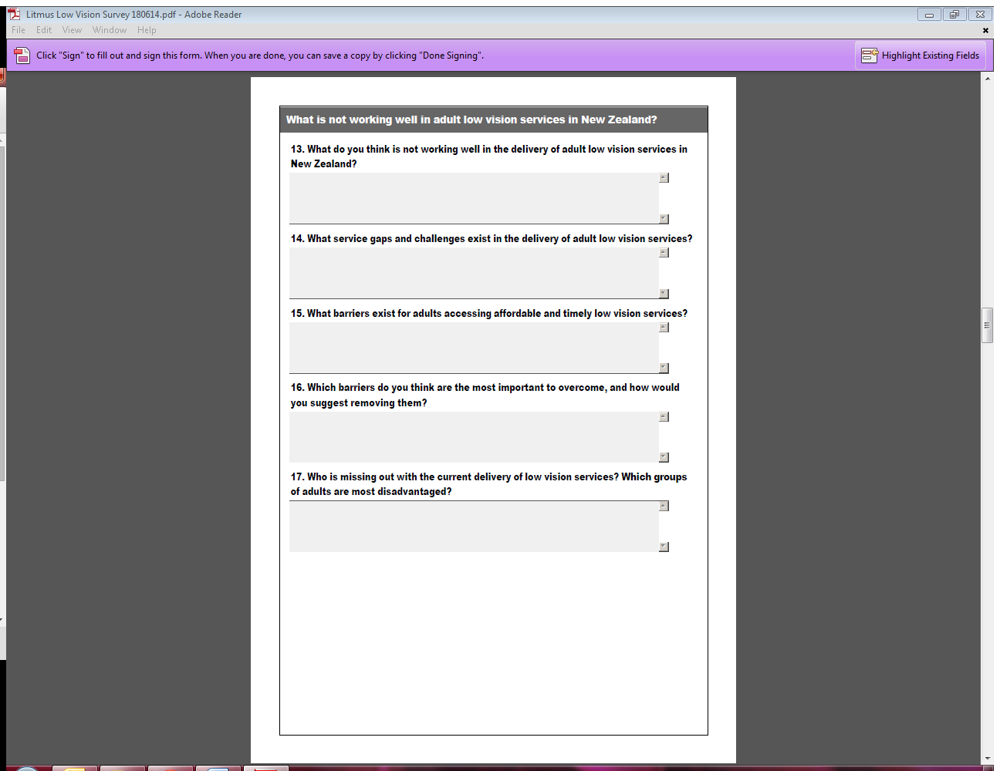 Litmus Low Vision Survey 180614.pdf - Adobe Reader
File Edit View Window Help
Click "Sign" to fill out and sign this form. When you are done, you can save a copy by clicking "Done Signing".
Highlight Existing Fields
What is not working well in adult low vision services in New Zealand?
13. What do you think is not working well in the delivery of adult low vision services in
New Zealand?
14. What service gaps and challenges exist in the delivery of adult low vision services?
15. What barriers exist for adults accessing affordable and timely low vision services?
16. Which barriers do you think are the most important to overcome, and how would
you suggest removing them?
17. Who is missing out with the current delivery of low vision services? Which groups
of adults are most disadvantaged?